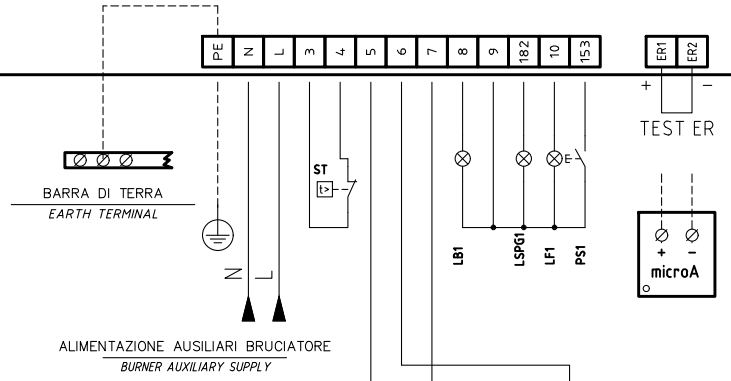 PE N L 3 4 5 6 7 8 9 182 10 153 ER1 ER2
+ −
TEST ER
ST
t>
E
BARRA DI TERRA
EARTH TERMINAL
LB1 LSPG1 LF1 PS1
+ −
microA
N L
ALIMENTAZIONE AUSILIARI BRUCIATORE
BURNER AUXILIARY SUPPLY